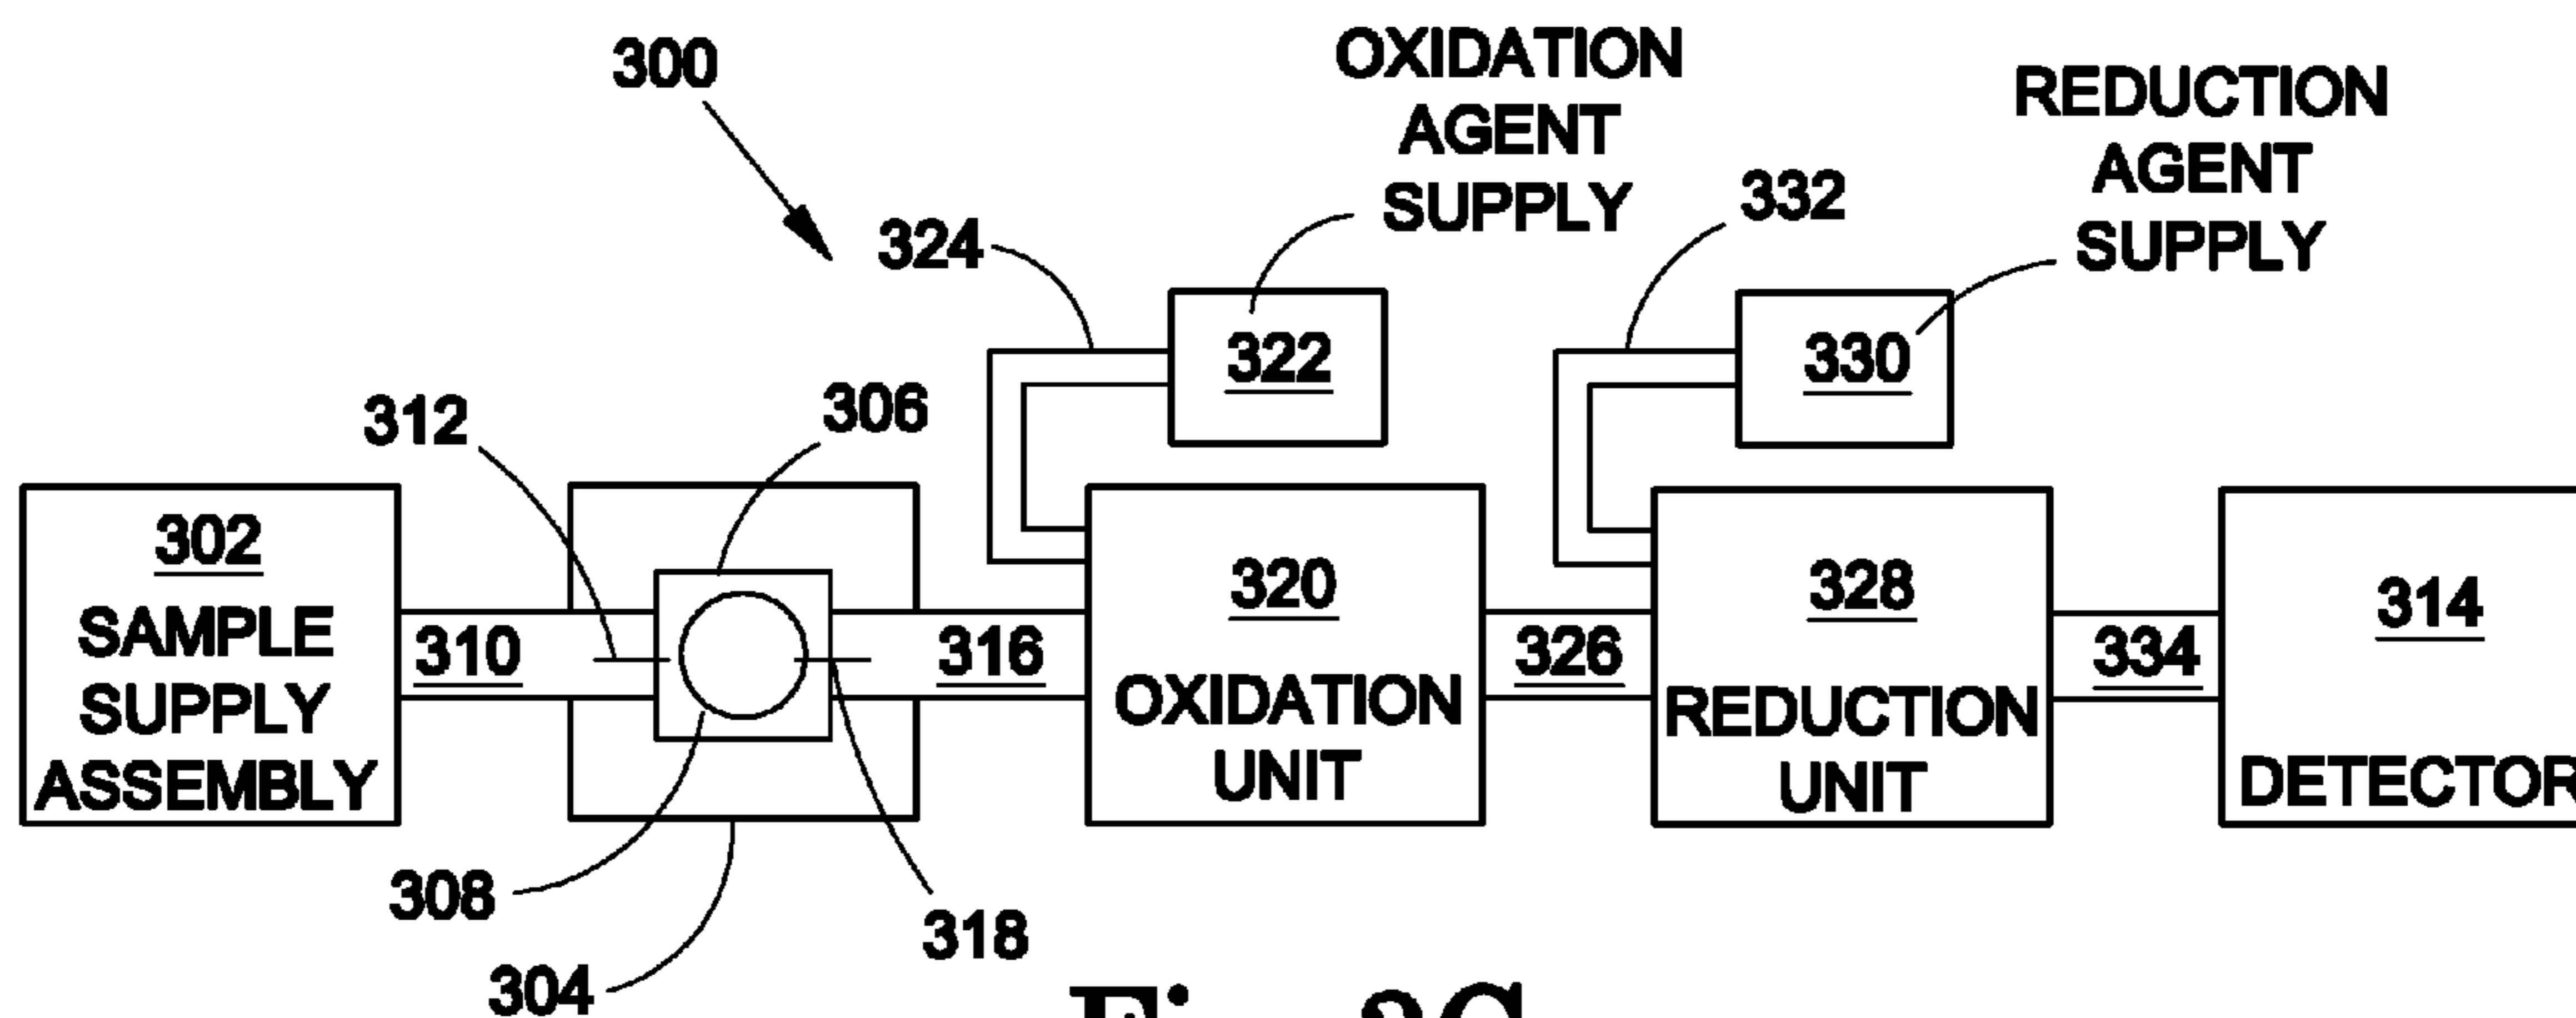 300
OXIDATION
AGENT
SUPPLY
REDUCTION
AGENT
SUPPLY
324
332
322
330
312
306
302
SAMPLE
SUPPLY
ASSEMBLY
310
316
320
OXIDATION
UNIT
326
328
REDUCTION
UNIT
334
314
DETECTOR
308
318
304